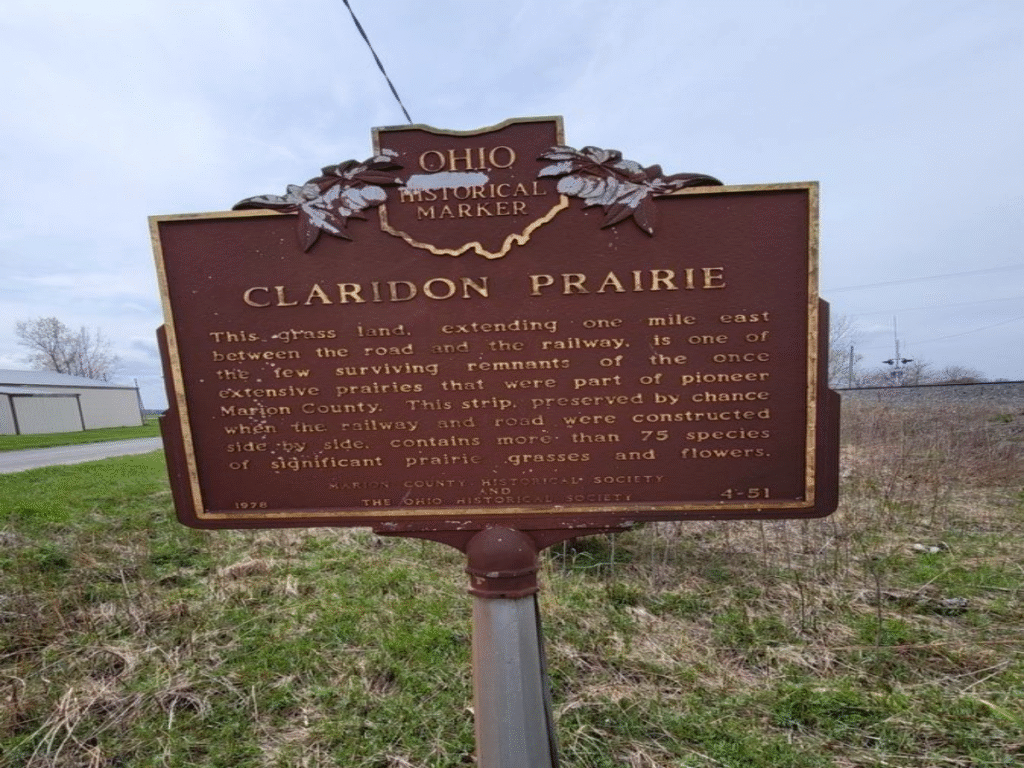 OHIO
HISTORICAL
MARKER
CLARIDON PRAIRIE
This grass land, extending one mile east
between the road and the railway, is one of
the few surviving remnants of the once
extensive prairies that were part of pioneer
Marion County. This strip, preserved by chance
when the railway and road were constructed
side by side, contains more than 75 species
of significant prairie grasses and flowers.
MARION COUNTY HISTORICAL SOCIETY
AND
THE OHIO HISTORICAL SOCIETY
1978
4-51